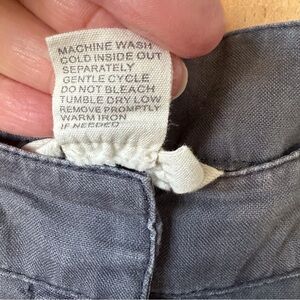 MACHINE WASH
COLD INSIDE OUT
SEPARATELY
GENTLE CYCLE
DO NOT BLEACH
TUMBLE DRY LOW
REMOVE PROMPTLY
WARM IRON
IF NEEDED